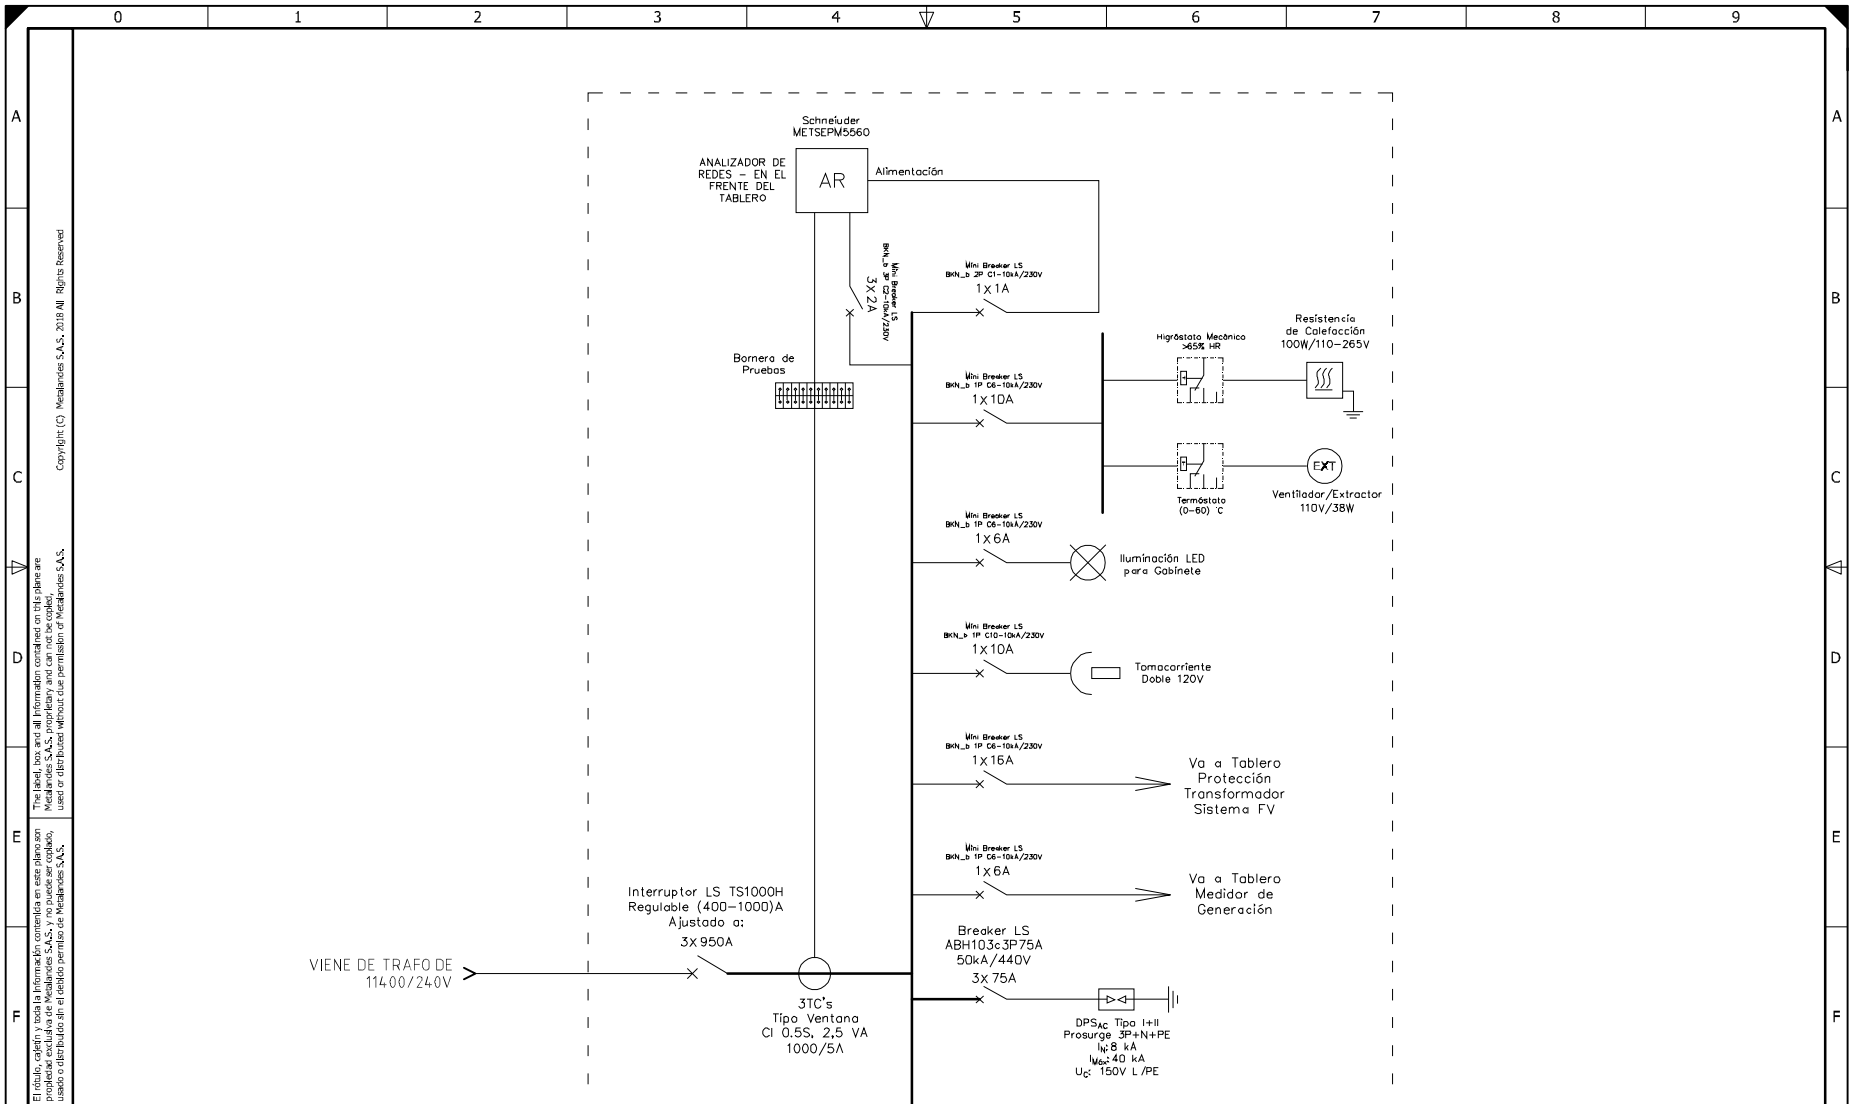 0 1 2 3 4 5 6 7 8 9
A
A
Schneiuder
METSEPM5560
ANALIZADOR DE
REDES – EN EL
FRENTE DEL
TABLERO
AR
Alimentación
B
B
Mini Breaker LS
BKN_b 3P C2-10kA/230V
3X2A
Mini Breaker LS
BKN_b 2P C1-10kA/230V
1X1A
Bornera de
Pruebas
Mini Breaker LS
BKN_b 1P C6-10kA/230V
1X10A
Higróstato Mecánico
>65% HR
Resistencia
de Calefacción
100W/110-265V
C
C
Termóstato
(0-60) °C
EXT
Ventilador/Extractor
110V/38W
Mini Breaker LS
BKN_b 1P C6-10kA/230V
1X6A
Iluminación LED
para Gabinete
D
D
Mini Breaker LS
BKN_b 1P C10-10kA/230V
1X10A
Tomacorriente
Doble 120V
Mini Breaker LS
BKN_b 1P C6-10kA/230V
1X16A
Va a Tablero
Protección
Transformador
Sistema FV
E
E
Mini Breaker LS
BKN_b 1P C6-10kA/230V
1X6A
Va a Tablero
Medidor de
Generación
Interruptor LS TS1000H
Regulable (400-1000)A
Ajustado a:
3X950A
VIENE DE TRAFO DE
11400/240V
3TC's
Tipo Ventana
Cl 0.5S, 2,5 VA
1000/5A
F
F
Breaker LS
ABH103c3P75A
50kA/440V
3X75A
DPSAC Tipo I+II
Prosurge 3P+N+PE
IN: 8 kA
IMáx: 40 kA
UC: 150V L/PE
The label, box and all information contained on this plane are
Metalandes S.A.S. proprietary and can not be copied,
used or distributed without due permission of Metalandes S.A.S.
Copyright (C) Metalandes S.A.S. 2018 All Rights Reserved
El rótulo, cajetín y toda la información contenida en este plano son
propiedad exclusiva de Metalandes S.A.S. y no puede ser copiado,
usado o distribuido sin el debido permiso de Metalandes S.A.S.